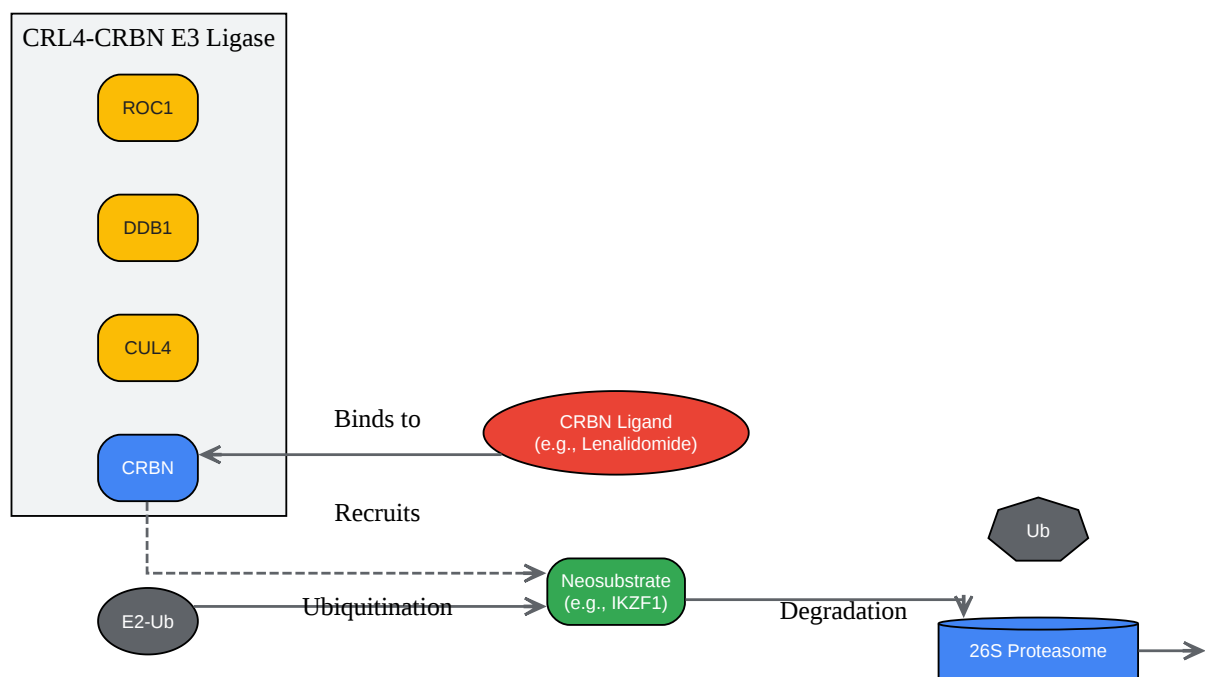 CRL4-CRBN E3 Ligase
ROC1
DDB1
CUL4
CRBN
Binds to
CRBN Ligand
(e.g., Lenalidomide)
Recruits
Ub
Neosubstrate
(e.g., IKZF1)
E2-Ub
Ubiquitination
Degradation
26S Proteasome